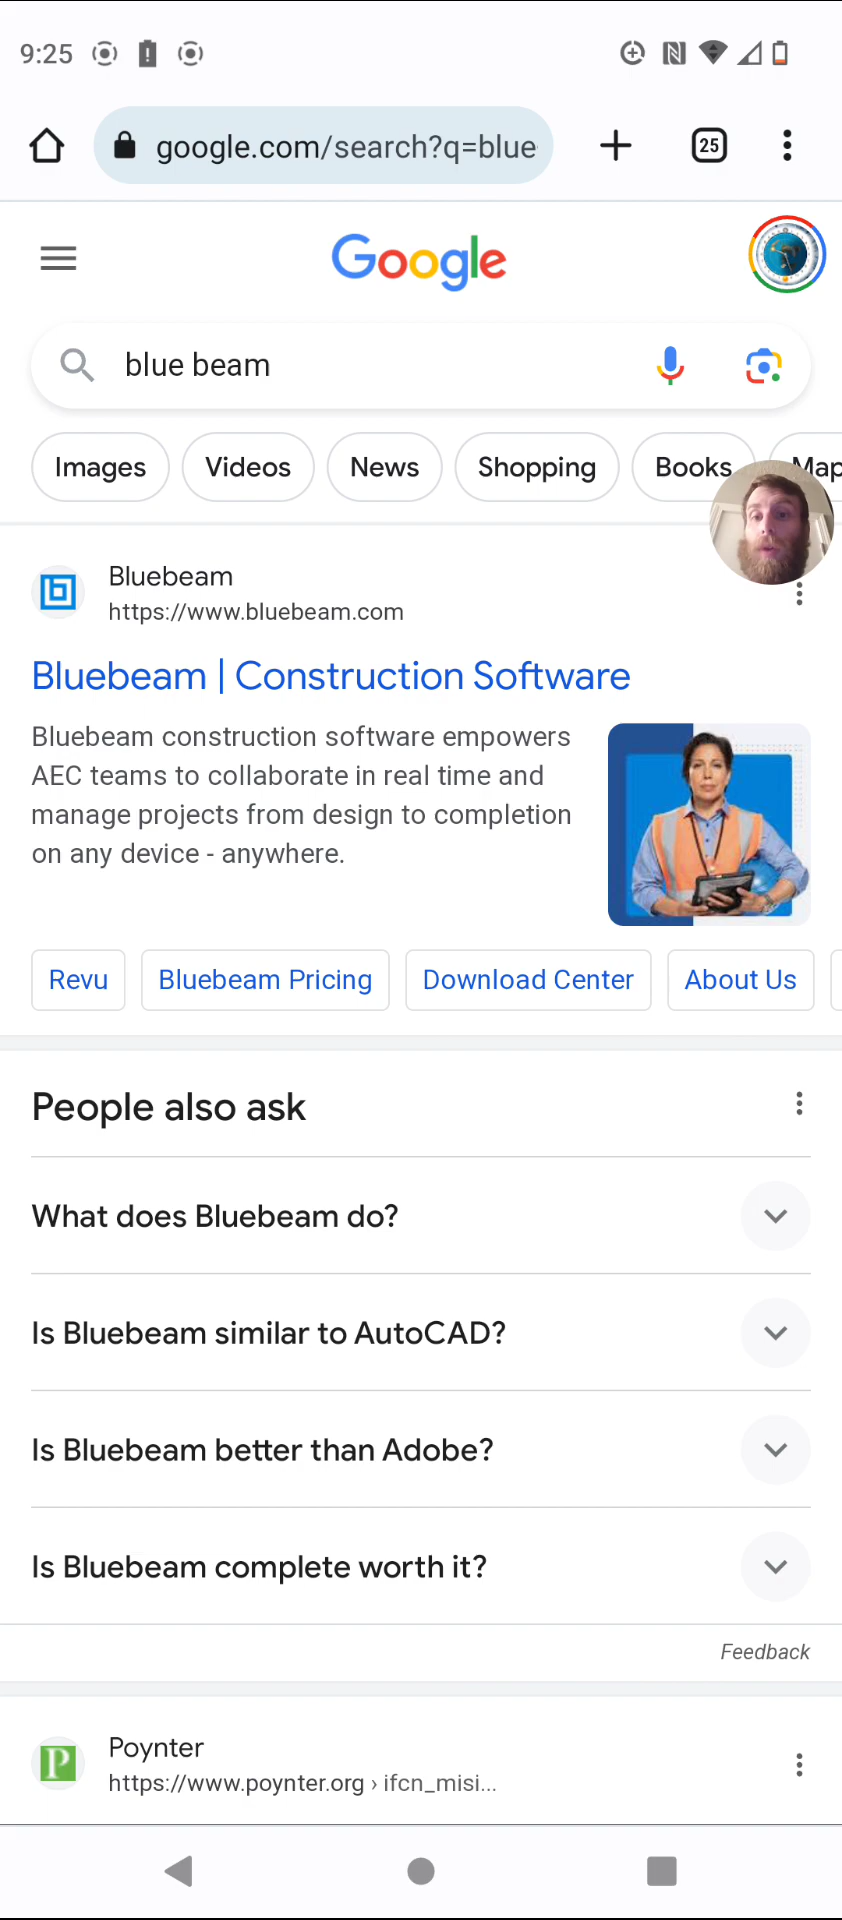 9:25
google.com/search?q=blue
25
Google
blue beam
Images Videos News Shopping Books Map
Bluebeam
https://www.bluebeam.com
Bluebeam | Construction Software
Bluebeam construction software empowers
AEC teams to collaborate in real time and
manage projects from design to completion
on any device - anywhere.
Revu Bluebeam Pricing Download Center About Us
People also ask
What does Bluebeam do?
Is Bluebeam similar to AutoCAD?
Is Bluebeam better than Adobe?
Is Bluebeam complete worth it?
Feedback
P
Poynter
https://www.poynter.org › ifcn_misi...